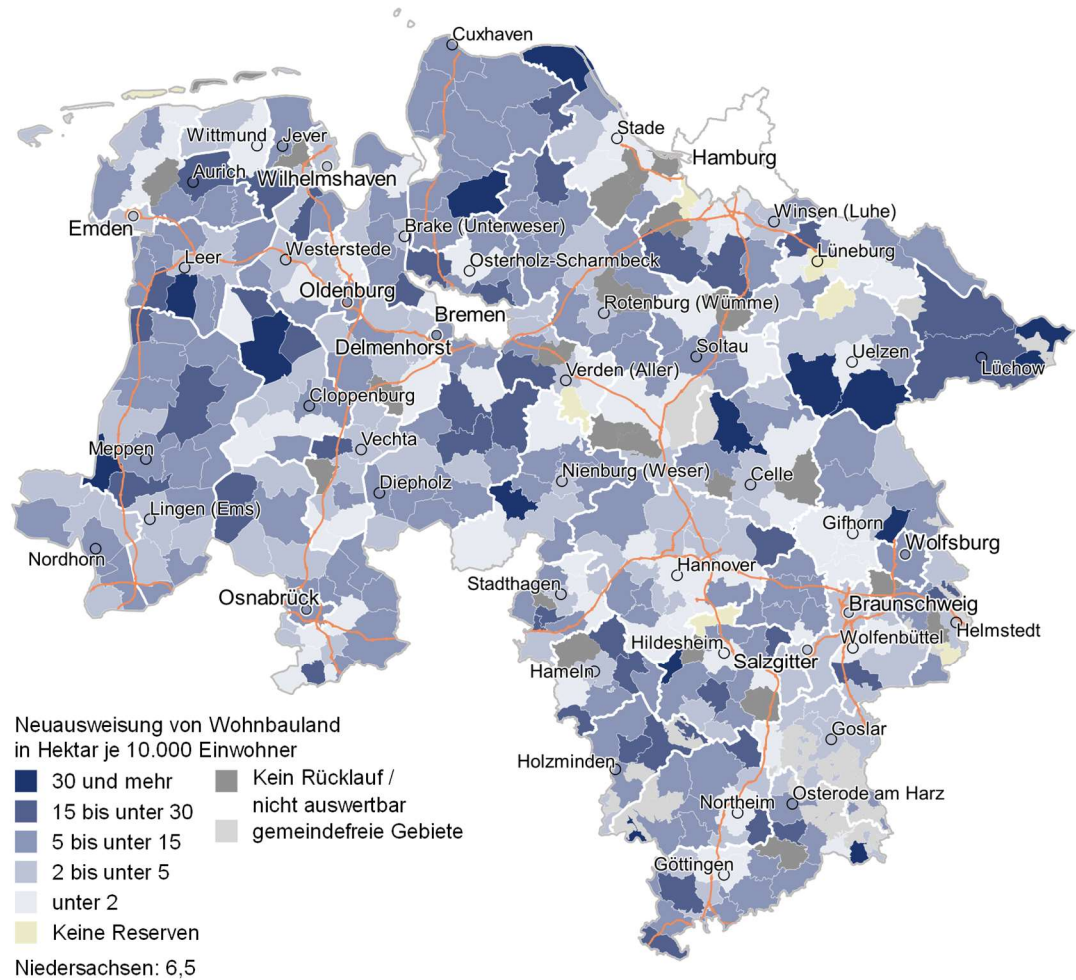 Cuxhaven
Stade
Hamburg
Wittmund
Jever
Wilhelmshaven
Aurich
Emden
Brake (Unterweser)
Winsen (Luhe)
Leer
Westerstede
Osterholz-Scharmbeck
Lüneburg
Oldenburg
Rotenburg (Wümme)
Bremen
Delmenhorst
Soltau
Uelzen
Verden (Aller)
Lüchow
Cloppenburg
Meppen
Vechta
Nienburg (Weser)
Celle
Diepholz
Lingen (Ems)
Gifhorn
Nordhorn
Wolfsburg
Hannover
Stadthagen
Osnabrück
Braunschweig
Helmstedt
Hildesheim
Wolfenbüttel
Salzgitter
Hameln
Goslar
Holzminden
Northeim
Osterode am Harz
Göttingen
Neuausweisung von Wohnbauland
in Hektar je 10.000 Einwohner
30 und mehr
15 bis unter 30
5 bis unter 15
2 bis unter 5
unter 2
Keine Reserven
Kein Rücklauf /
nicht auswertbar
gemeindefreie Gebiete
Niedersachsen: 6,5